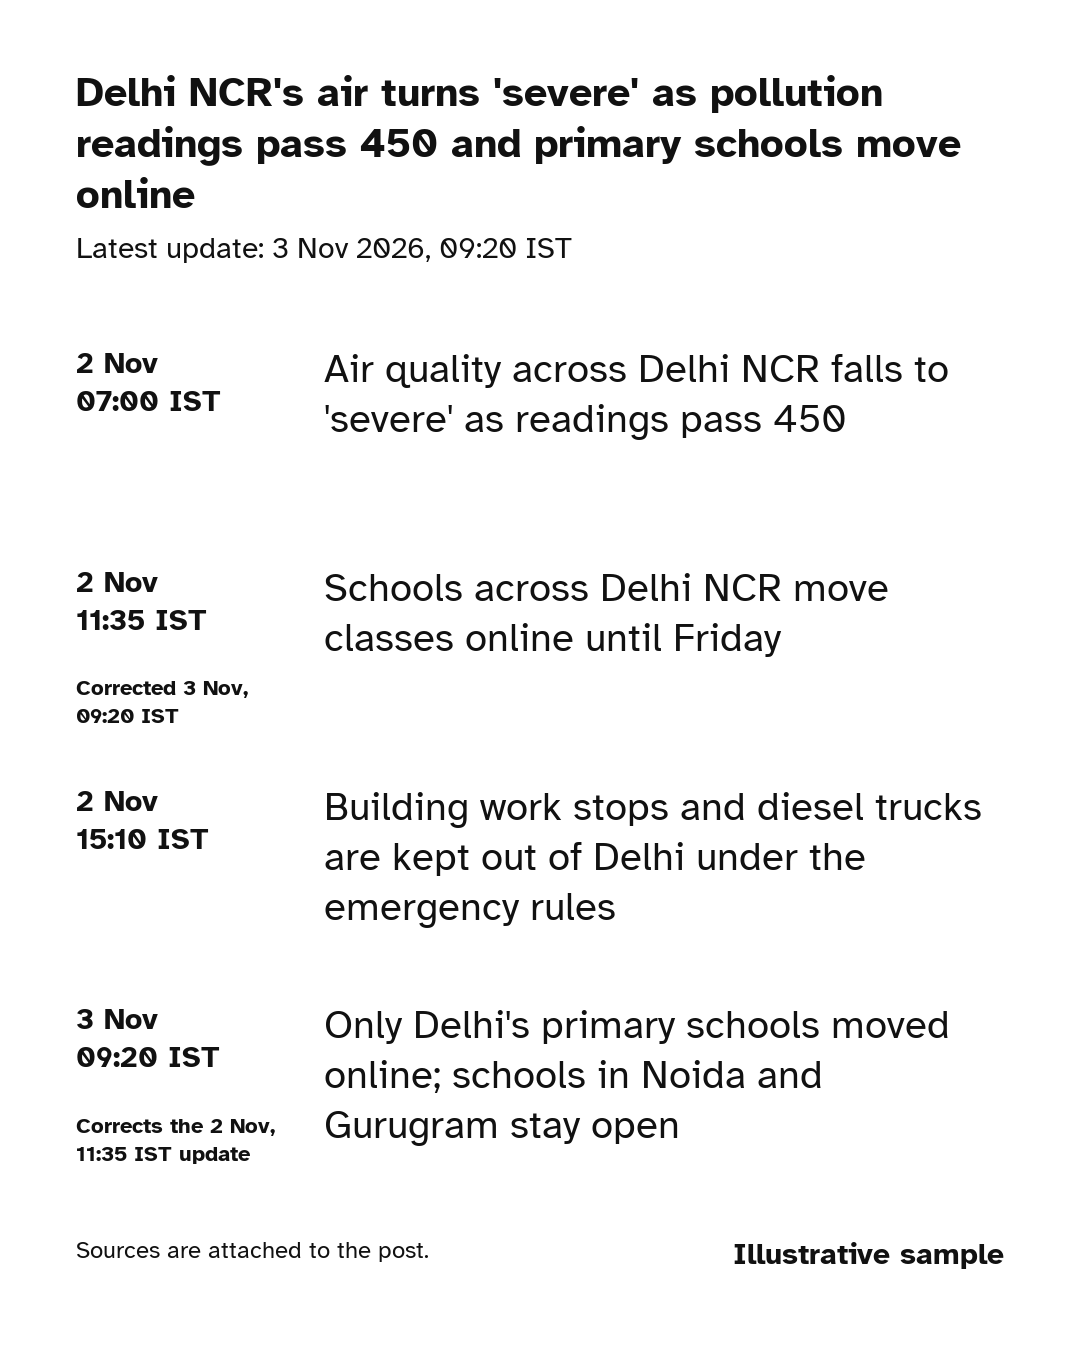 Delhi NCR's air turns 'severe' as pollution
readings pass 450 and primary schools move
online
Latest update: 3 Nov 2026, 09:20 IST
2 Nov
07:00 IST
Air quality across Delhi NCR falls to
'severe' as readings pass 450
2 Nov
11:35 IST
Corrected 3 Nov,
09:20 IST
Schools across Delhi NCR move
classes online until Friday
2 Nov
15:10 IST
Building work stops and diesel trucks
are kept out of Delhi under the
emergency rules
3 Nov
09:20 IST
Corrects the 2 Nov,
11:35 IST update
Only Delhi's primary schools moved
online; schools in Noida and
Gurugram stay open
Sources are attached to the post.
Illustrative sample